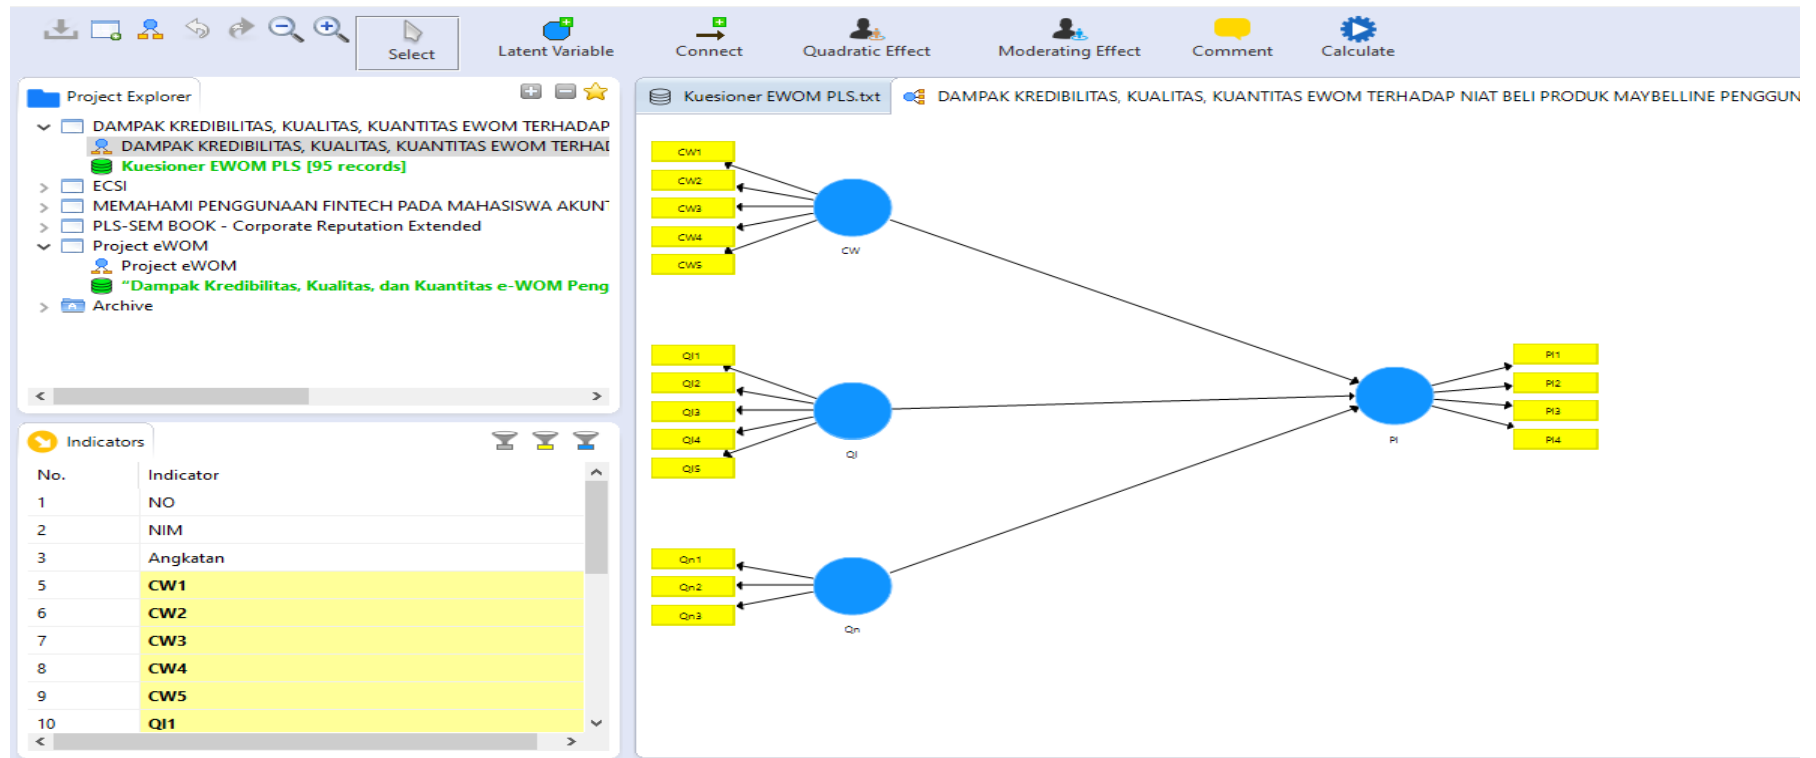 Select
Latent Variable
Connect
Quadratic Effect
Moderating Effect
Comment
Calculate
Project Explorer
DAMPAK KREDIBILITAS, KUALITAS, KUANTITAS EWOM TERHADAP
DAMPAK KREDIBILITAS, KUALITAS, KUANTITAS EWOM TERHAD
Kuesioner EWOM PLS [95 records]
ECSI
MEMAHAMI PENGGUNAAN FINTECH PADA MAHASISWA AKUNT
PLS-SEM BOOK - Corporate Reputation Extended
Project eWOM
Project eWOM
"Dampak Kredibilitas, Kualitas, dan Kuantitas e-WOM Peng
Archive
Indicators
No. Indicator
1 NO
2 NIM
3 Angkatan
5 CW1
6 CW2
7 CW3
8 CW4
9 CW5
10 QI1
Kuesioner EWOM PLS.txt
DAMPAK KREDIBILITAS, KUALITAS, KUANTITAS EWOM TERHADAP NIAT BELI PRODUK MAYBELLINE PENGGUN
CW1
CW2
CW3
CW4
CW5
CW
QI1
QI2
QI3
QI4
QI5
QI
Qn1
Qn2
Qn3
Qn
PI1
PI2
PI3
PI4
PI